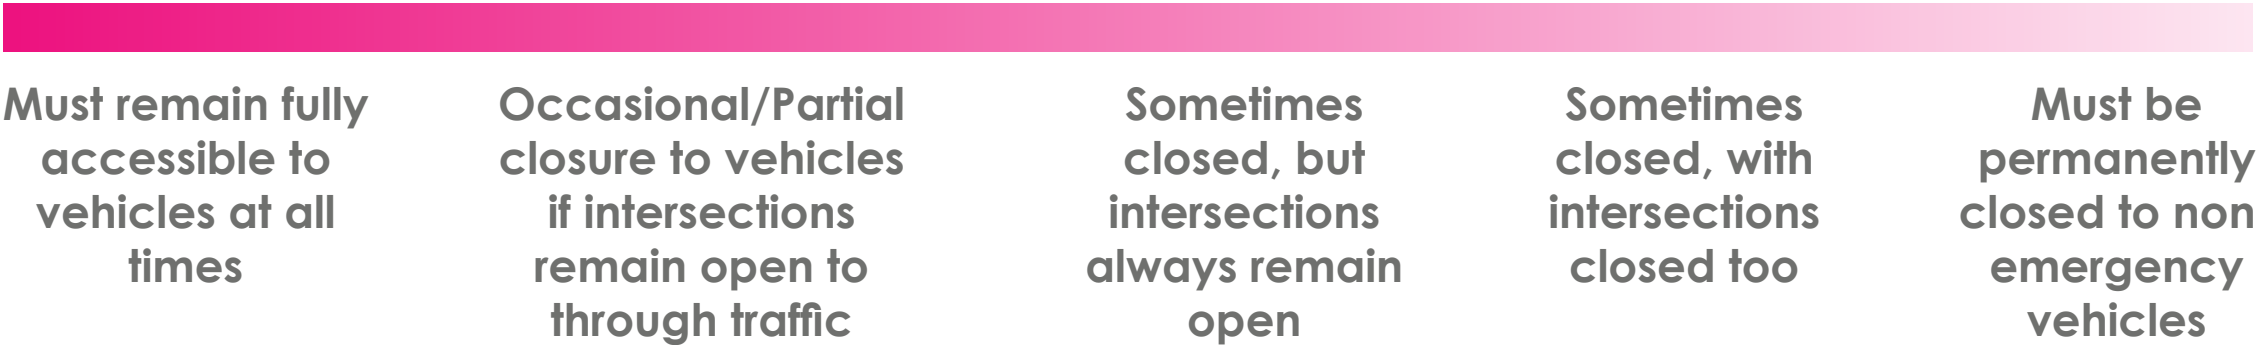 Must remain fully
accessible to
vehicles at all
times
Occasional/Partial
closure to vehicles
if intersections
remain open to
through traffic
Sometimes
closed, but
intersections
always remain
open
Sometimes
closed, with
intersections
closed too
Must be
permanently
closed to non
emergency
vehicles